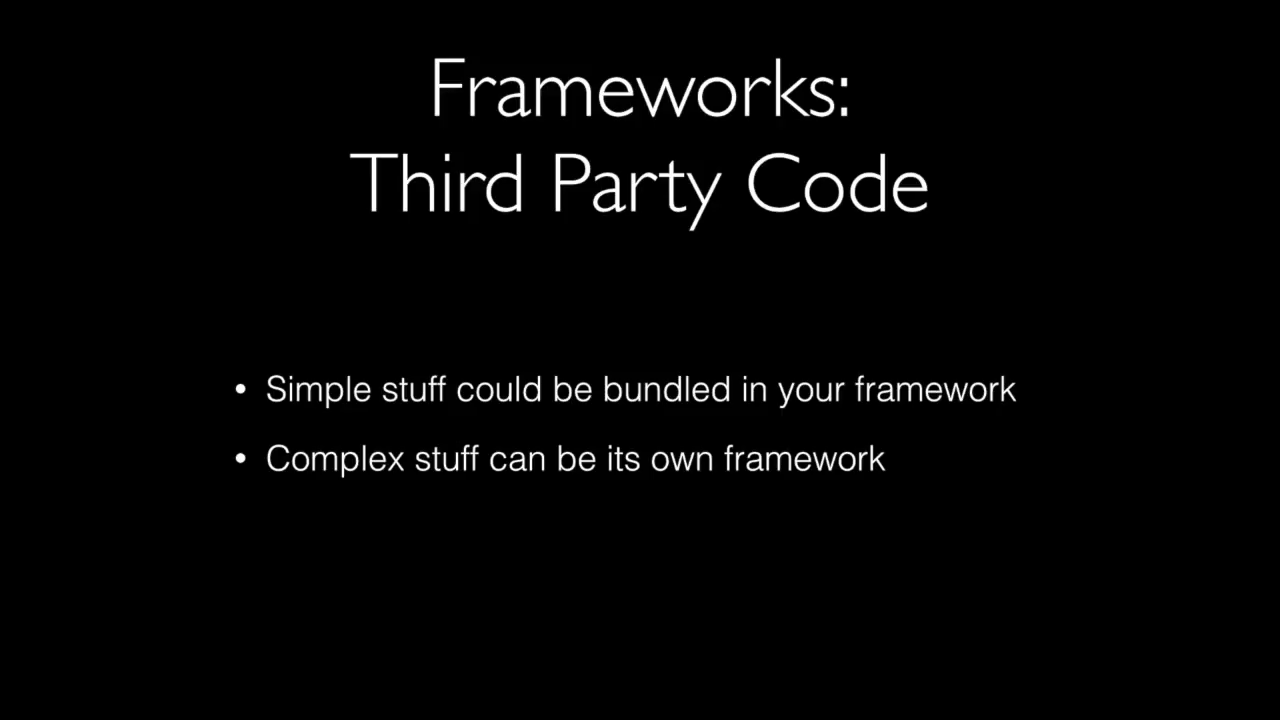 Frameworks:
Third Party Code
• Simple stuff could be bundled in your framework
• Complex stuff can be its own framework